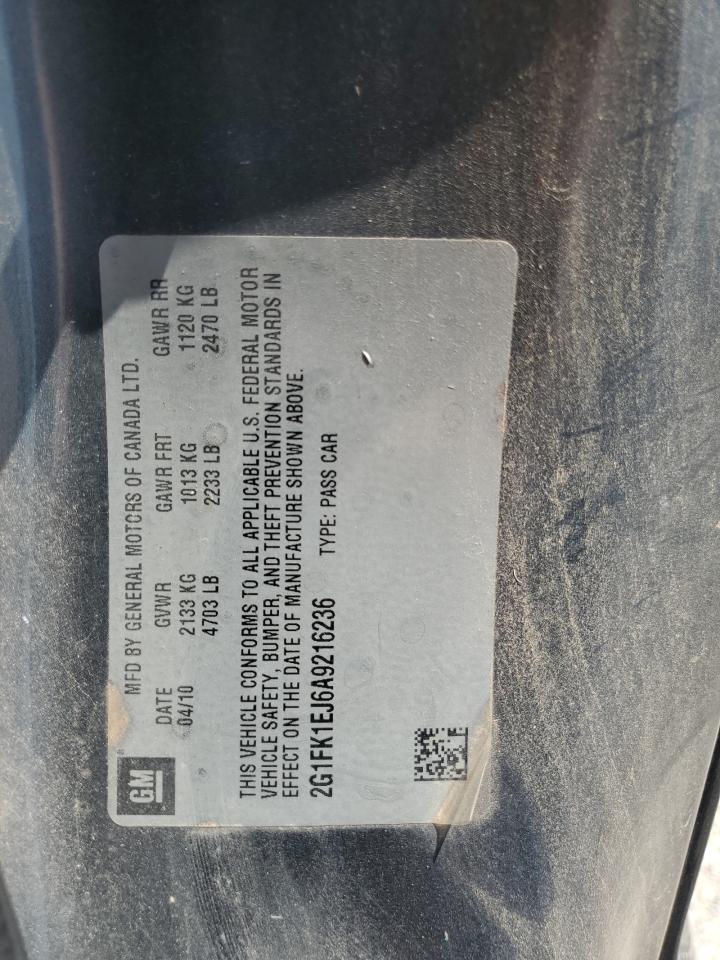 GM
MFD BY GENERAL MOTORS OF CANADA LTD.
DATE GVWR GAWR FRT GAWR RR
04/10 2133 KG 1013 KG 1120 KG
4703 LB 2233 LB 2470 LB
THIS VEHICLE CONFORMS TO ALL APPLICABLE U.S. FEDERAL MOTOR
VEHICLE SAFETY, BUMPER, AND THEFT PREVENTION STANDARDS IN
EFFECT ON THE DATE OF MANUFACTURE SHOWN ABOVE.
2G1FK1EJ6A9216236 TYPE: PASS CAR